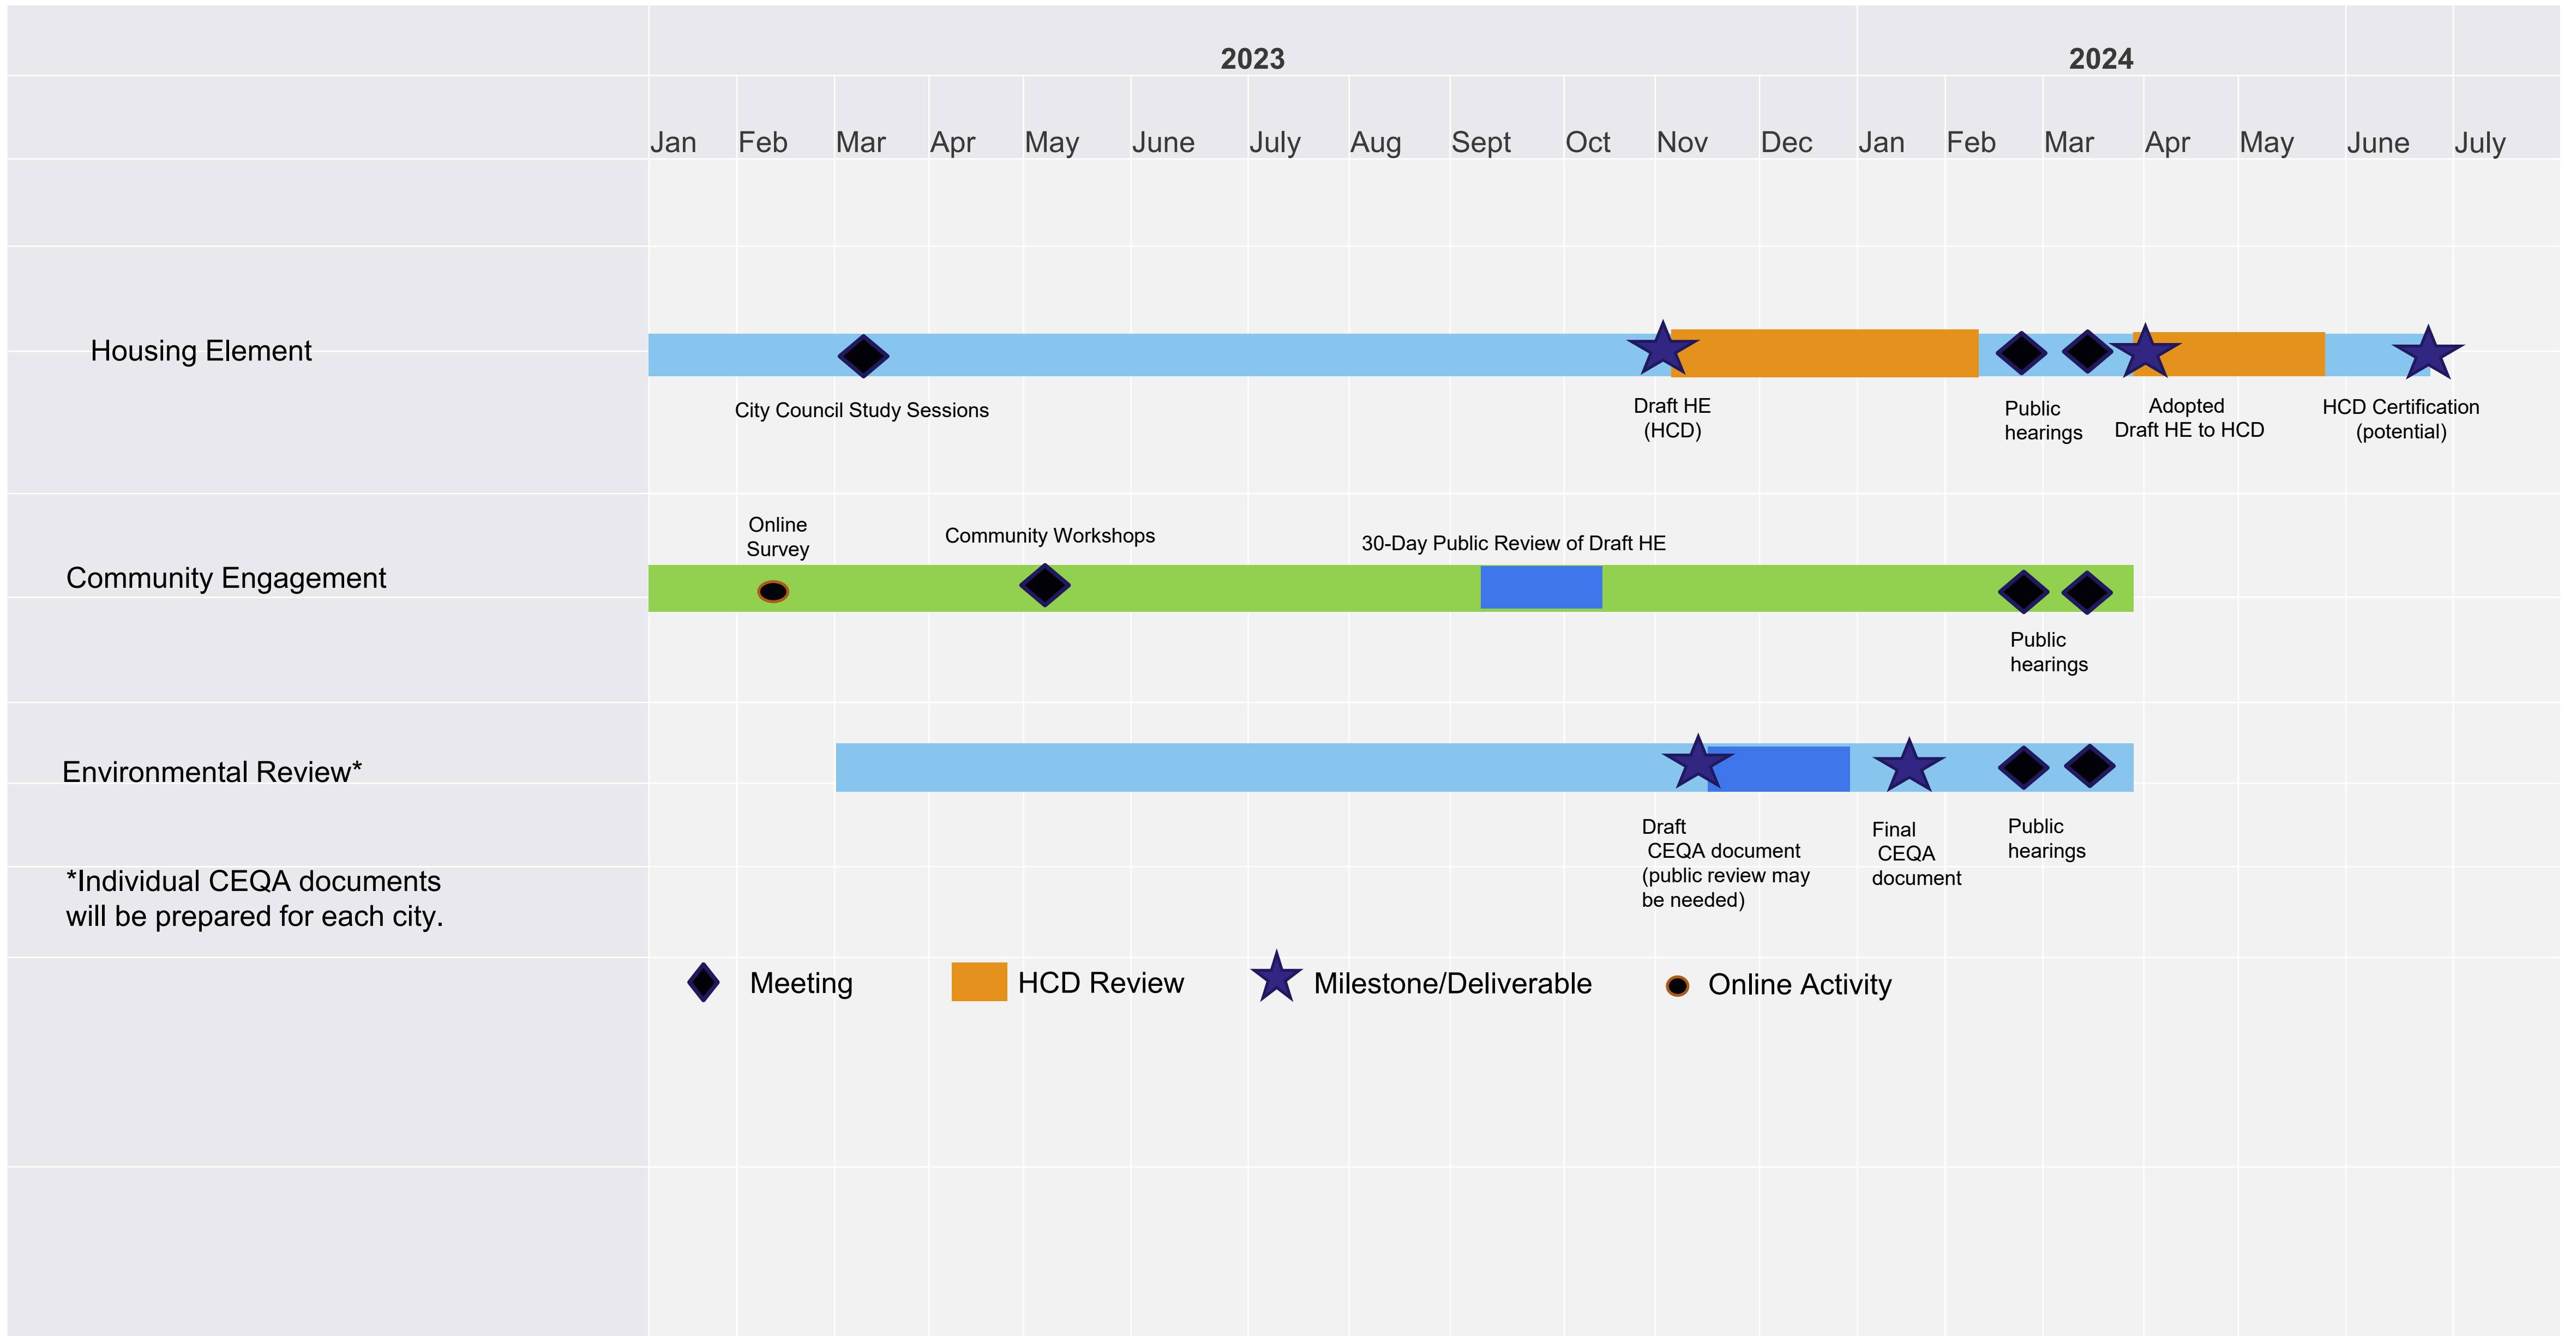 2023
2024
Jan
Feb
Mar
Apr
May
June
July
Aug
Sept
Oct
Nov
Dec
Jan
Feb
Mar
Apr
May
June
July
Housing Element
City Council Study Sessions
Draft HE
(HCD)
Public
hearings
Adopted
Draft HE to HCD
HCD Certification
(potential)
Community Engagement
Online
Survey
Community Workshops
30-Day Public Review of Draft HE
Public
hearings
Environmental Review*
Draft
CEQA document
(public review may
be needed)
Final
CEQA
document
Public
hearings
*Individual CEQA documents
will be prepared for each city.
Meeting
HCD Review
Milestone/Deliverable
Online Activity